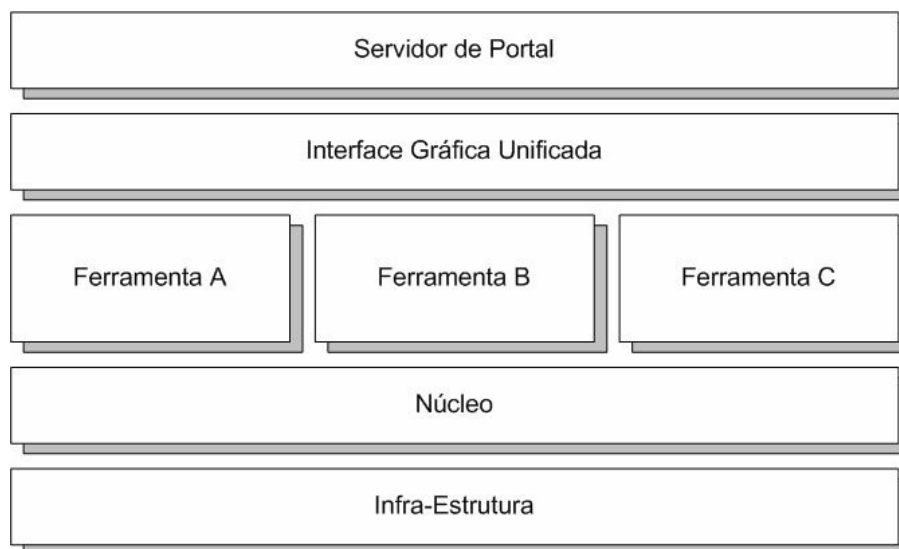 Servidor de Portal
Interface Gráfica Unificada
Ferramenta A
Ferramenta B
Ferramenta C
Núcleo
Infra-Estrutura